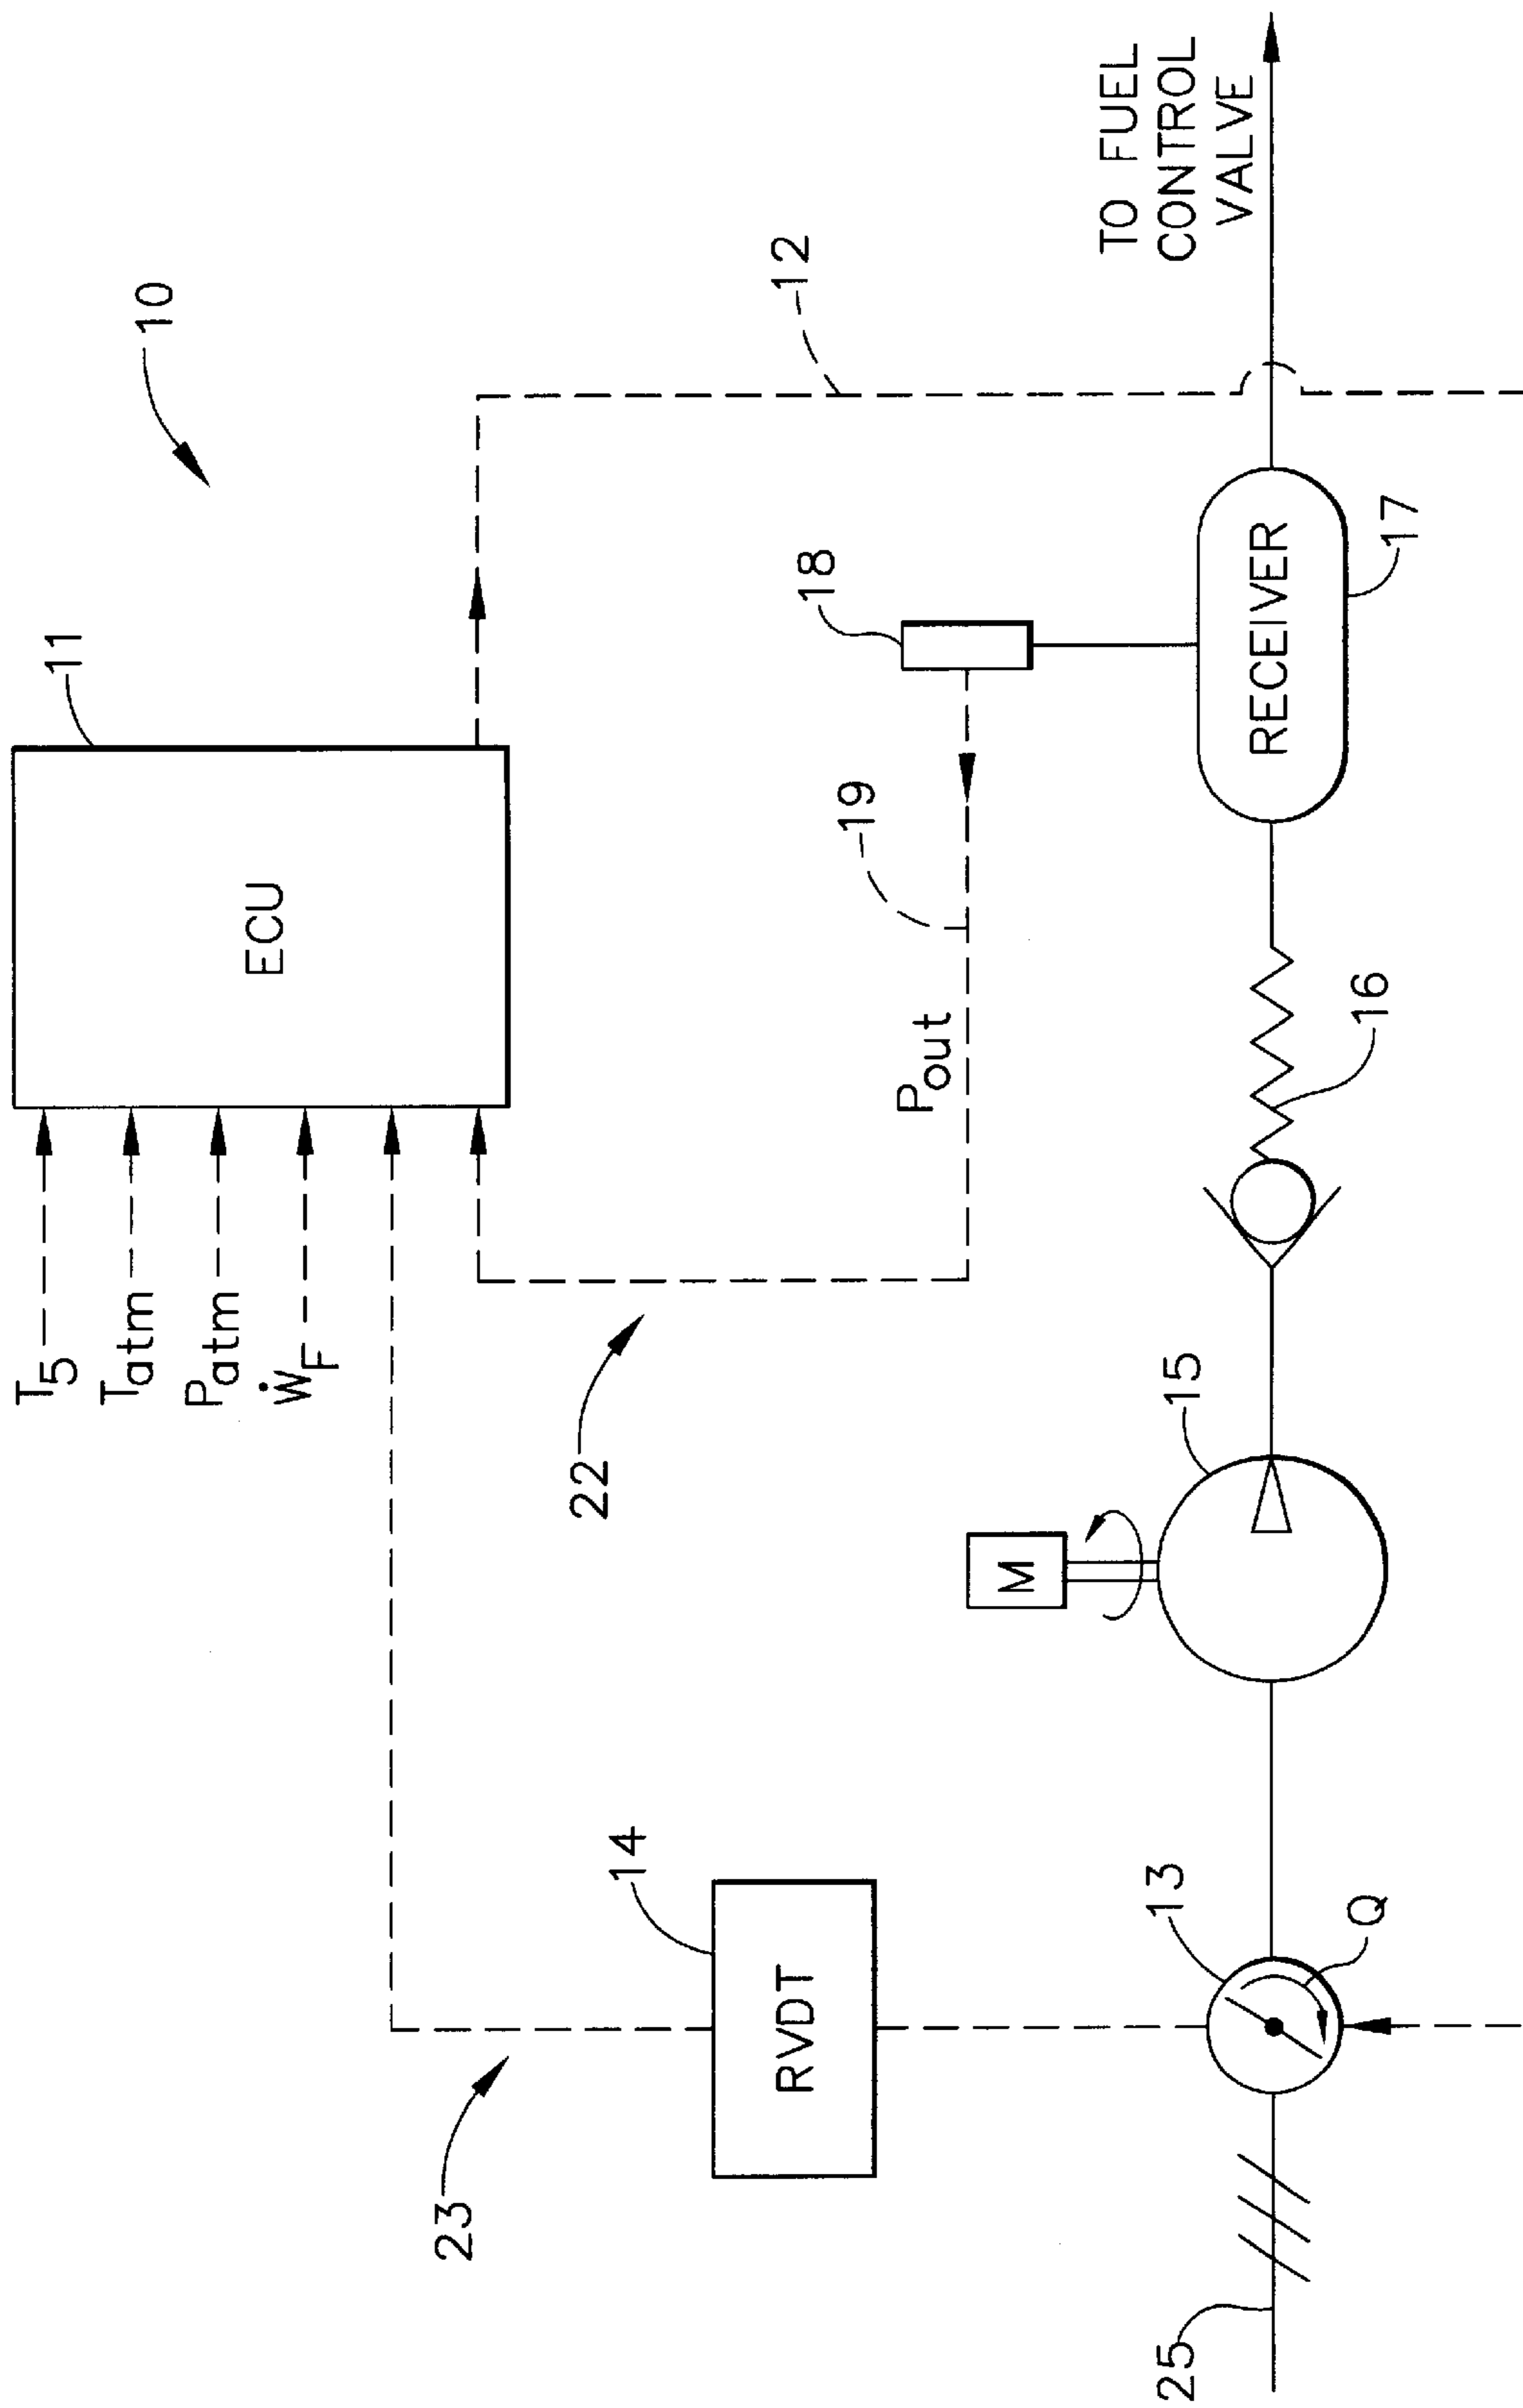 10
11
ECU
T5
Tatm
Patm
ẆF
12
TO FUEL
CONTROL
VALVE
18
19
Pout
22
RECEIVER
17
16
15
M
23
14
RVDT
13
Q
25